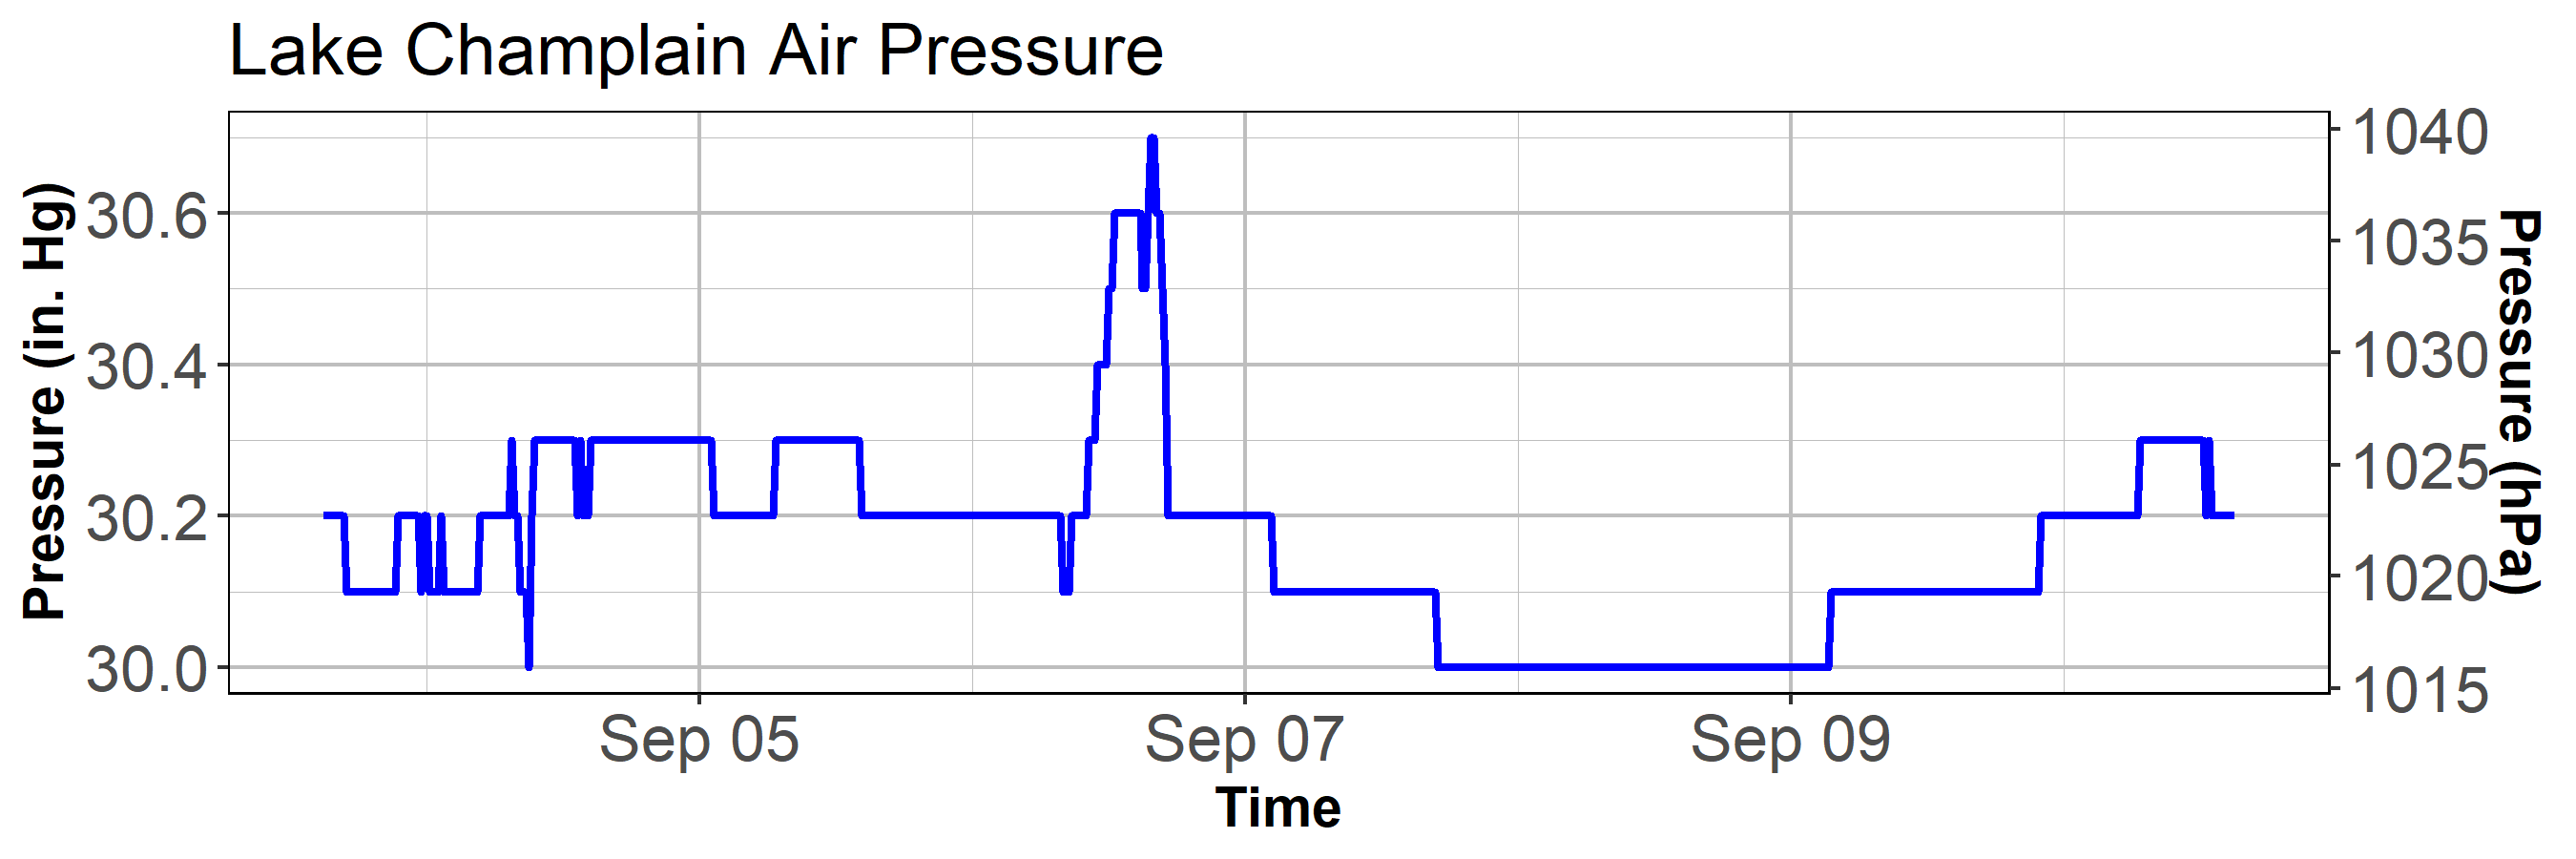 Lake Champlain Air Pressure
Pressure (in. Hg)
30.6
30.4
30.2
30.0
1040
1035
1030
1025
1020
1015
Pressure (hPa)
Sep 05
Sep 07
Sep 09
Time